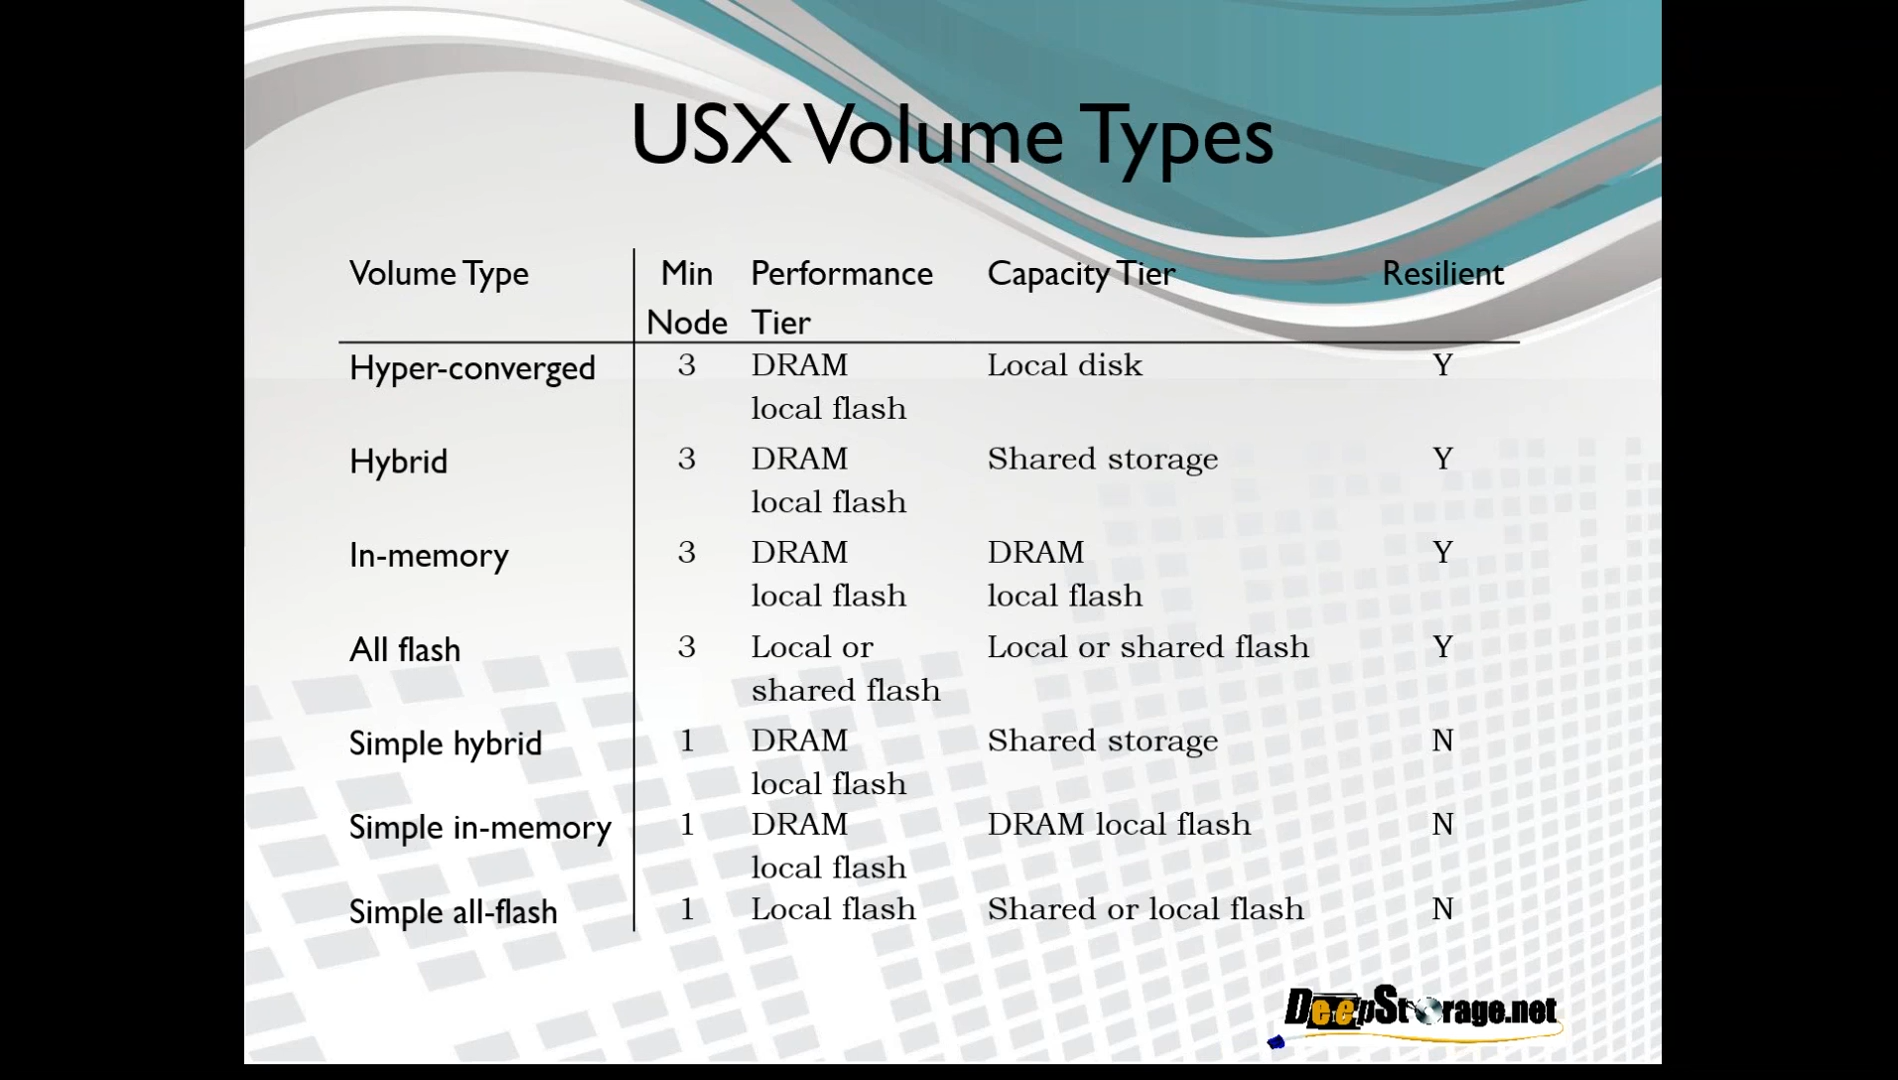 USX Volume Types
Volume Type Min Performance Capacity Tier Resilient
Node Tier
Hyper-converged 3 DRAM Local disk Y
local flash
Hybrid 3 DRAM Shared storage Y
local flash
In-memory 3 DRAM DRAM Y
local flash local flash
All flash 3 Local or Local or shared flash Y
shared flash
Simple hybrid 1 DRAM Shared storage N
local flash
Simple in-memory 1 DRAM DRAM local flash N
local flash
Simple all-flash 1 Local flash Shared or local flash N
DeepStorage.net